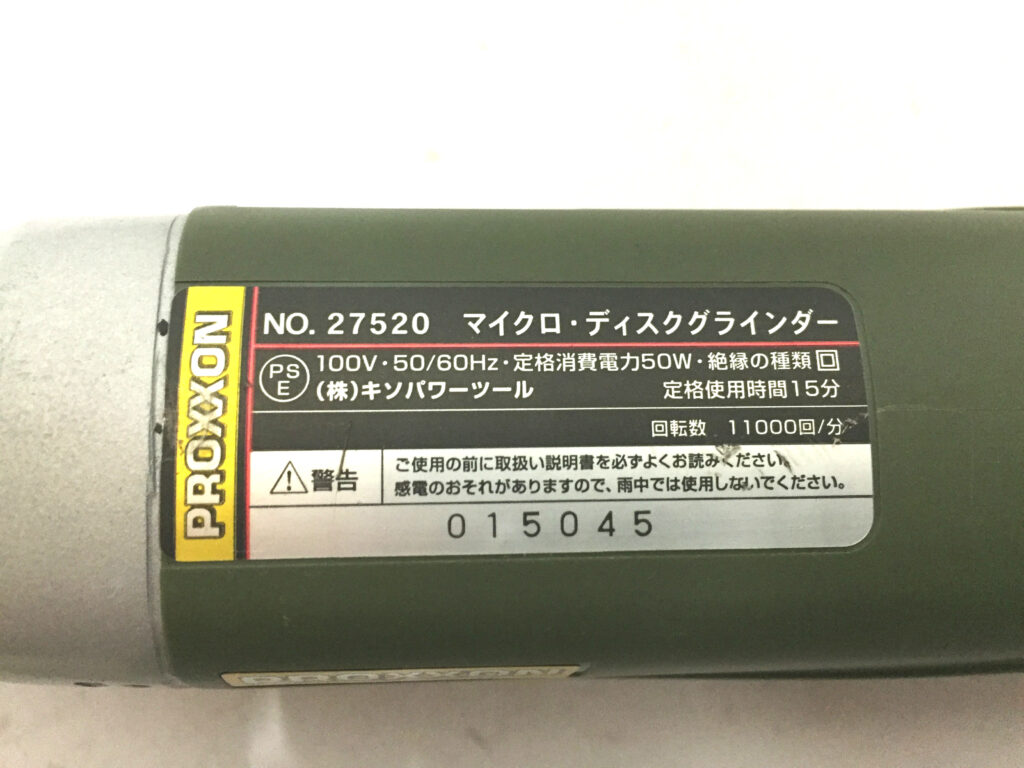 PROXXON
NO. 27520 マイクロ・ディスクグラインダー
PS
E
100V・50/60Hz・定格消費電力50W・絶縁の種類
(株)キソパワーツール 定格使用時間15分
回転数 11000回/分
警告
ご使用の前に取扱い説明書を必ずよくお読みください。
感電のおそれがありますので、雨中では使用しないでください。
015045
PROXXON